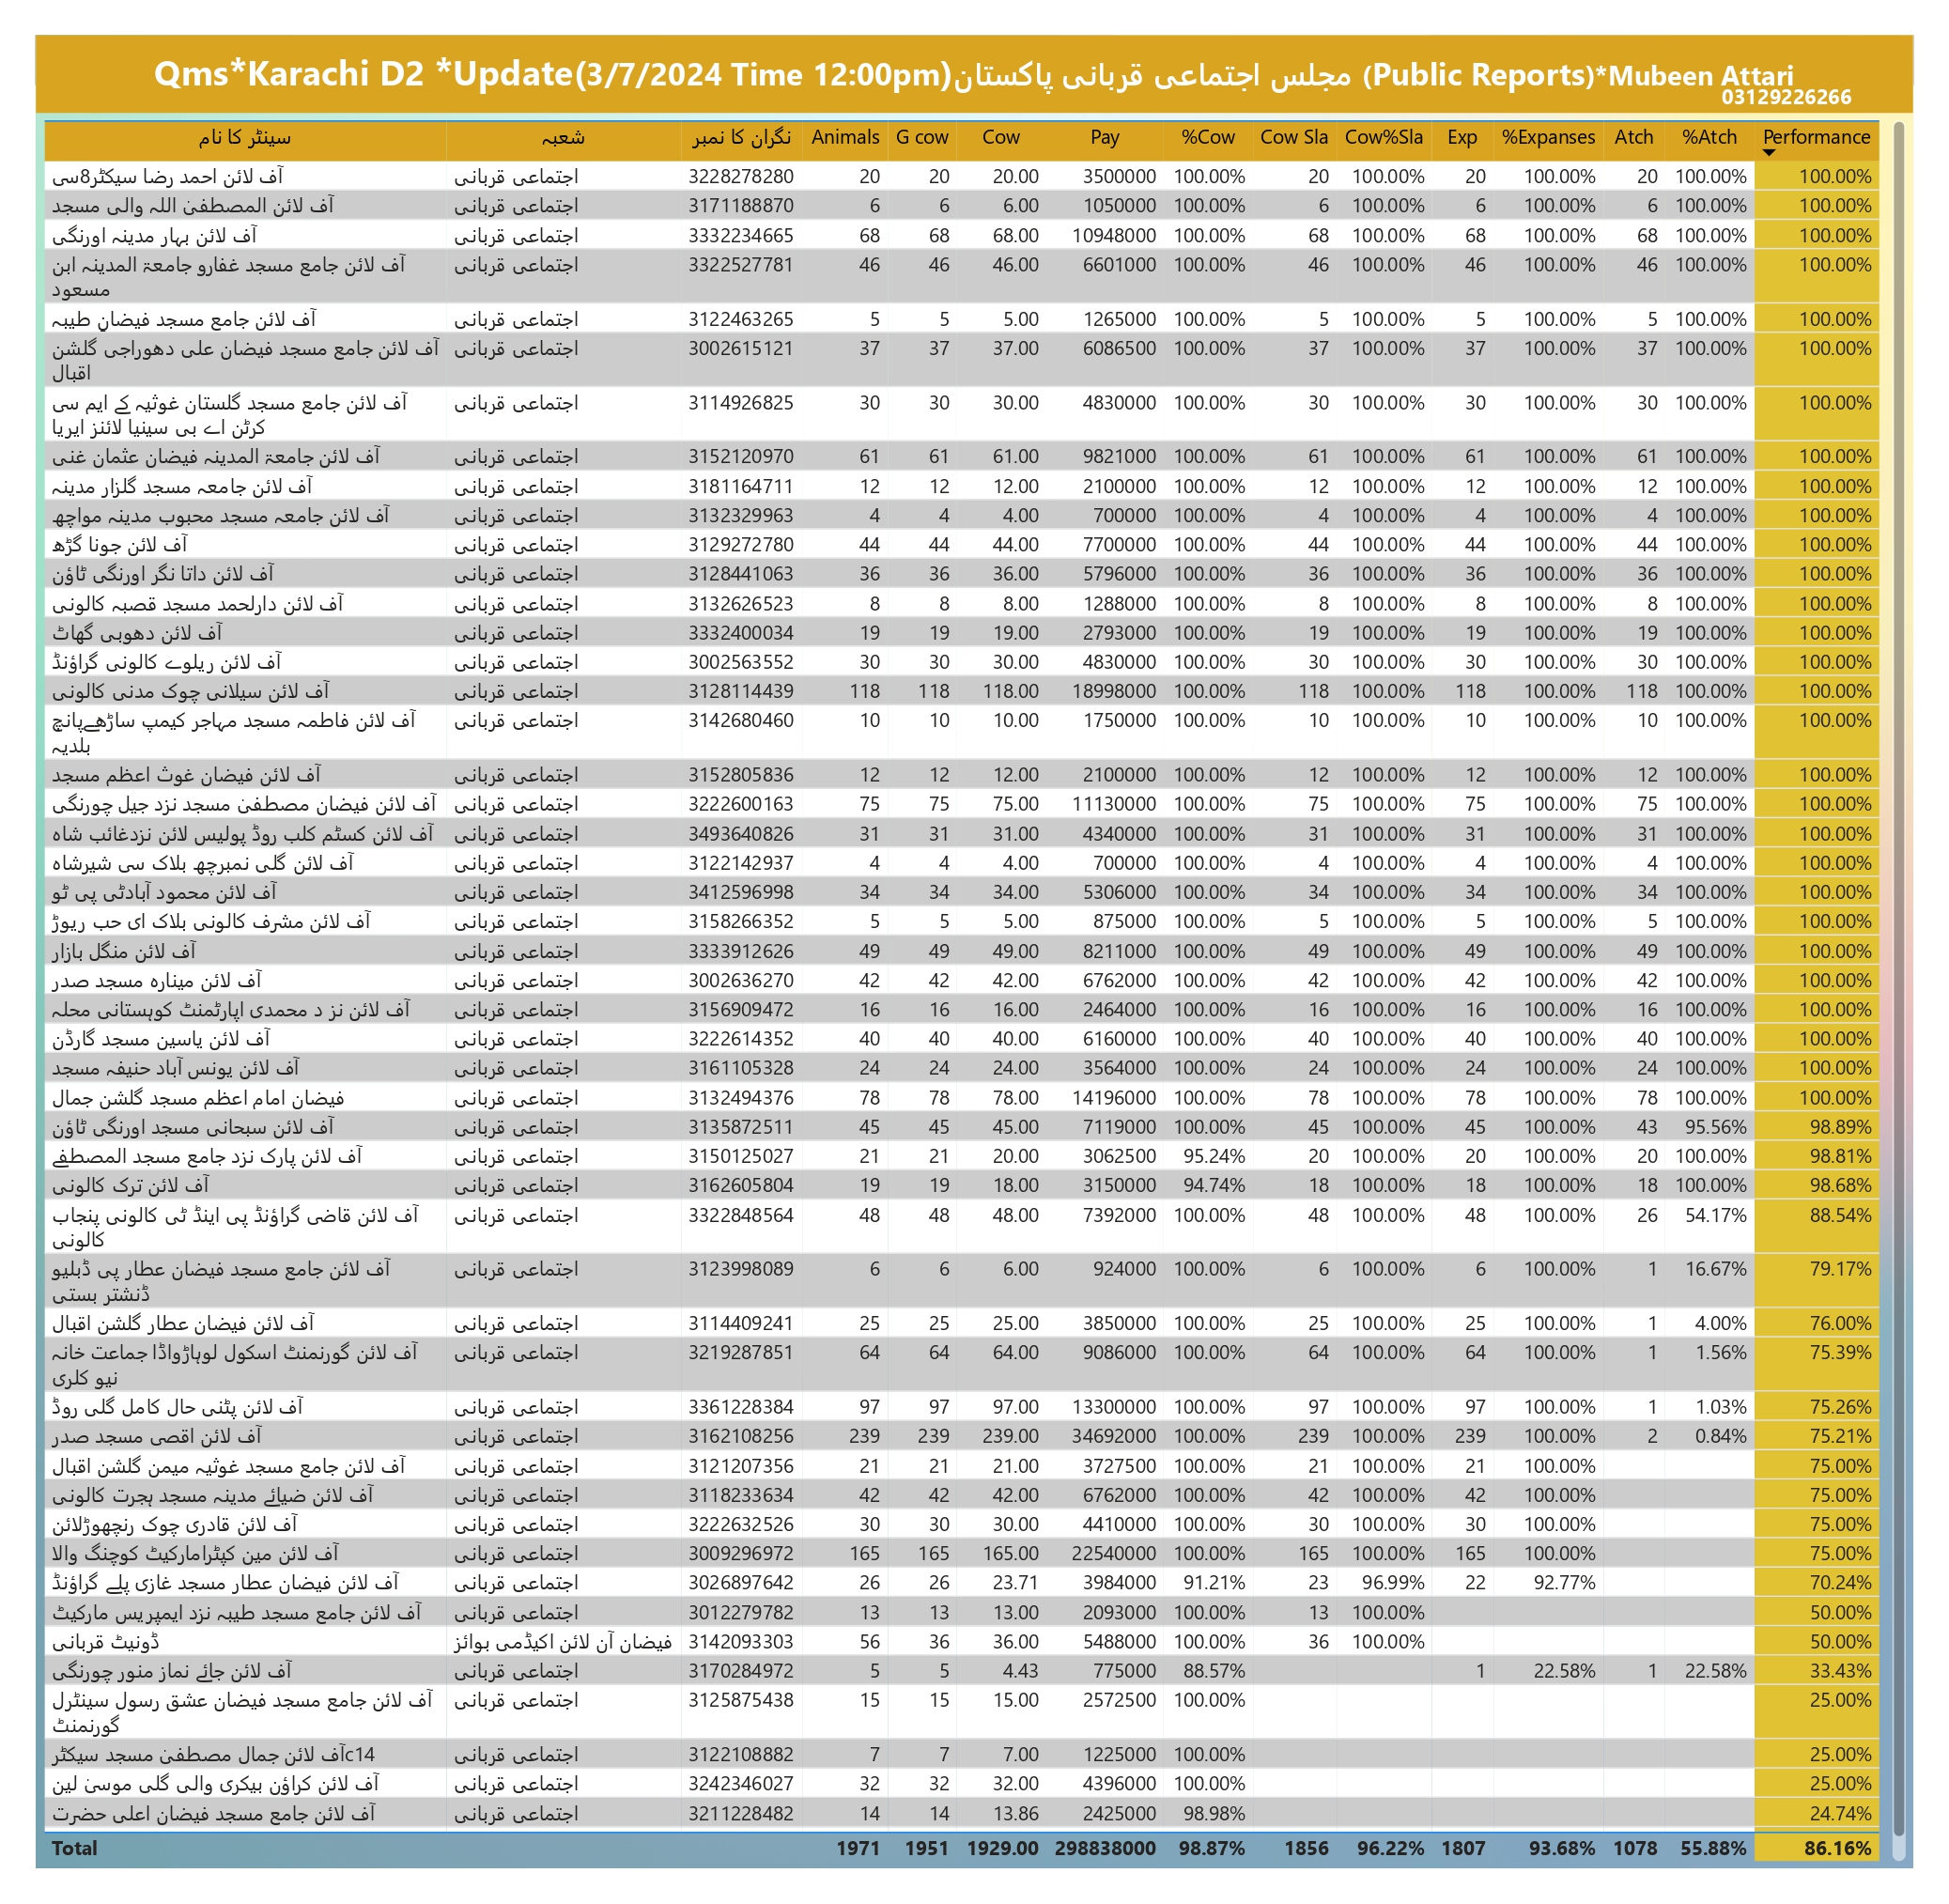 Qms*Karachi D2 *Update(3/7/2024 Time 12:00pm)مجلس اجتماعی قربانی پاکستان (Public Reports)*Mubeen Attari
03129226266
سینٹر کا نام شعبہ نگران کا نمبر Animals G cow Cow Pay %Cow Cow Sla Cow%Sla Exp %Expanses Atch %Atch Performance
آف لائن احمد رضا سیکٹر8سی اجتماعی قربانی 3228278280 20 20 20.00 3500000 100.00% 20 100.00% 20 100.00% 20 100.00% 100.00%
آف لائن المصطفیٰ اللہ والی مسجد اجتماعی قربانی 3171188870 6 6 6.00 1050000 100.00% 6 100.00% 6 100.00% 6 100.00% 100.00%
آف لائن بہار مدینہ اورنگی اجتماعی قربانی 3332234665 68 68 68.00 10948000 100.00% 68 100.00% 68 100.00% 68 100.00% 100.00%
آف لائن جامع مسجد غفارو جامعۃ المدینہ ابن اجتماعی قربانی 3322527781 46 46 46.00 6601000 100.00% 46 100.00% 46 100.00% 46 100.00% 100.00%
مسعود
آف لائن جامع مسجد فیضانِ طیبہ اجتماعی قربانی 3122463265 5 5 5.00 1265000 100.00% 5 100.00% 5 100.00% 5 100.00% 100.00%
آف لائن جامع مسجد فیضان علی دھوراجی گلشن اجتماعی قربانی 3002615121 37 37 37.00 6086500 100.00% 37 100.00% 37 100.00% 37 100.00% 100.00%
اقبال
آف لائن جامع مسجد گلستان غوثیہ کے ایم سی اجتماعی قربانی 3114926825 30 30 30.00 4830000 100.00% 30 100.00% 30 100.00% 30 100.00% 100.00%
کرٹن اے بی سینیا لائنز ایریا
آف لائن جامعۃ المدینہ فیضان عثمان غنی اجتماعی قربانی 3152120970 61 61 61.00 9821000 100.00% 61 100.00% 61 100.00% 61 100.00% 100.00%
آف لائن جامعہ مسجد گلزار مدینہ اجتماعی قربانی 3181164711 12 12 12.00 2100000 100.00% 12 100.00% 12 100.00% 12 100.00% 100.00%
آف لائن جامعہ مسجد محبوب مدینہ مواچھ اجتماعی قربانی 3132329963 4 4 4.00 700000 100.00% 4 100.00% 4 100.00% 4 100.00% 100.00%
آف لائن جونا گڑھ اجتماعی قربانی 3129272780 44 44 44.00 7700000 100.00% 44 100.00% 44 100.00% 44 100.00% 100.00%
آف لائن داتا نگر اورنگی ٹاؤن اجتماعی قربانی 3128441063 36 36 36.00 5796000 100.00% 36 100.00% 36 100.00% 36 100.00% 100.00%
آف لائن دارلحمد مسجد قصبہ کالونی اجتماعی قربانی 3132626523 8 8 8.00 1288000 100.00% 8 100.00% 8 100.00% 8 100.00% 100.00%
آف لائن دھوبی گھاٹ اجتماعی قربانی 3332400034 19 19 19.00 2793000 100.00% 19 100.00% 19 100.00% 19 100.00% 100.00%
آف لائن ریلوے کالونی گراؤنڈ اجتماعی قربانی 3002563552 30 30 30.00 4830000 100.00% 30 100.00% 30 100.00% 30 100.00% 100.00%
آف لائن سیلانی چوک مدنی کالونی اجتماعی قربانی 3128114439 118 118 118.00 18998000 100.00% 118 100.00% 118 100.00% 118 100.00% 100.00%
آف لائن فاطمہ مسجد مہاجر کیمپ ساڑھےپانچ اجتماعی قربانی 3142680460 10 10 10.00 1750000 100.00% 10 100.00% 10 100.00% 10 100.00% 100.00%
بلدیہ
آف لائن فیضان غوث اعظم مسجد اجتماعی قربانی 3152805836 12 12 12.00 2100000 100.00% 12 100.00% 12 100.00% 12 100.00% 100.00%
آف لائن فیضان مصطفیٰ مسجد نزد جیل چورنگی اجتماعی قربانی 3222600163 75 75 75.00 11130000 100.00% 75 100.00% 75 100.00% 75 100.00% 100.00%
آف لائن کسٹم کلب روڈ پولیس لائن نزدغائب شاہ اجتماعی قربانی 3493640826 31 31 31.00 4340000 100.00% 31 100.00% 31 100.00% 31 100.00% 100.00%
آف لائن گلی نمبرچھ بلاک سی شیرشاہ اجتماعی قربانی 3122142937 4 4 4.00 700000 100.00% 4 100.00% 4 100.00% 4 100.00% 100.00%
آف لائن محمود آبادٹی پی ٹو اجتماعی قربانی 3412596998 34 34 34.00 5306000 100.00% 34 100.00% 34 100.00% 34 100.00% 100.00%
آف لائن مشرف کالونی بلاک ای حب ریوڑ اجتماعی قربانی 3158266352 5 5 5.00 875000 100.00% 5 100.00% 5 100.00% 5 100.00% 100.00%
آف لائن منگل بازار اجتماعی قربانی 3333912626 49 49 49.00 8211000 100.00% 49 100.00% 49 100.00% 49 100.00% 100.00%
آف لائن مینارہ مسجد صدر اجتماعی قربانی 3002636270 42 42 42.00 6762000 100.00% 42 100.00% 42 100.00% 42 100.00% 100.00%
آف لائن نز د محمدی اپارٹمنٹ کوہستانی محلہ اجتماعی قربانی 3156909472 16 16 16.00 2464000 100.00% 16 100.00% 16 100.00% 16 100.00% 100.00%
آف لائن یاسین مسجد گارڈن اجتماعی قربانی 3222614352 40 40 40.00 6160000 100.00% 40 100.00% 40 100.00% 40 100.00% 100.00%
آف لائن یونس آباد حنیفہ مسجد اجتماعی قربانی 3161105328 24 24 24.00 3564000 100.00% 24 100.00% 24 100.00% 24 100.00% 100.00%
فیضان امام اعظم مسجد گلشن جمال اجتماعی قربانی 3132494376 78 78 78.00 14196000 100.00% 78 100.00% 78 100.00% 78 100.00% 100.00%
آف لائن سبحانی مسجد اورنگی ٹاؤن اجتماعی قربانی 3135872511 45 45 45.00 7119000 100.00% 45 100.00% 45 100.00% 43 95.56% 98.89%
آف لائن پارک نزد جامع مسجد المصطفےٰ اجتماعی قربانی 3150125027 21 21 20.00 3062500 95.24% 20 100.00% 20 100.00% 20 100.00% 98.81%
آف لائن ترک کالونی اجتماعی قربانی 3162605804 19 19 18.00 3150000 94.74% 18 100.00% 18 100.00% 18 100.00% 98.68%
آف لائن قاضی گراؤنڈ پی اینڈ ٹی کالونی پنجاب اجتماعی قربانی 3322848564 48 48 48.00 7392000 100.00% 48 100.00% 48 100.00% 26 54.17% 88.54%
کالونی
آف لائن جامع مسجد فیضان عطار پی ڈبلیو اجتماعی قربانی 3123998089 6 6 6.00 924000 100.00% 6 100.00% 6 100.00% 1 16.67% 79.17%
ڈنشتر بستی
آف لائن فیضان عطار گلشن اقبال اجتماعی قربانی 3114409241 25 25 25.00 3850000 100.00% 25 100.00% 25 100.00% 1 4.00% 76.00%
آف لائن گورنمنٹ اسکول لوہاڑواڈا جماعت خانہ اجتماعی قربانی 3219287851 64 64 64.00 9086000 100.00% 64 100.00% 64 100.00% 1 1.56% 75.39%
نیو کلری
آف لائن پٹنی حال کامل گلی روڈ اجتماعی قربانی 3361228384 97 97 97.00 13300000 100.00% 97 100.00% 97 100.00% 1 1.03% 75.26%
آف لائن اقصی مسجد صدر اجتماعی قربانی 3162108256 239 239 239.00 34692000 100.00% 239 100.00% 239 100.00% 2 0.84% 75.21%
آف لائن جامع مسجد غوثیہ میمن گلشن اقبال اجتماعی قربانی 3121207356 21 21 21.00 3727500 100.00% 21 100.00% 21 100.00% 75.00%
آف لائن ضیائے مدینہ مسجد ہجرت کالونی اجتماعی قربانی 3118233634 42 42 42.00 6762000 100.00% 42 100.00% 42 100.00% 75.00%
آف لائن قادری چوک رنچھوڑلائن اجتماعی قربانی 3222632526 30 30 30.00 4410000 100.00% 30 100.00% 30 100.00% 75.00%
آف لائن مین کپٹرامارکیٹ کوچنگ والا اجتماعی قربانی 3009296972 165 165 165.00 22540000 100.00% 165 100.00% 165 100.00% 75.00%
آف لائن فیضان عطار مسجد غازی پلے گراؤنڈ اجتماعی قربانی 3026897642 26 26 23.71 3984000 91.21% 23 96.99% 22 92.77% 70.24%
آف لائن جامع مسجد طیبہ نزد ایمپریس مارکیٹ اجتماعی قربانی 3012279782 13 13 13.00 2093000 100.00% 13 100.00% 50.00%
ڈونیٹ قربانی فیضان آن لائن اکیڈمی بوائز 3142093303 56 36 36.00 5488000 100.00% 36 100.00% 50.00%
آف لائن جائے نماز منور چورنگی اجتماعی قربانی 3170284972 5 5 4.43 775000 88.57% 1 22.58% 1 22.58% 33.43%
آف لائن جامع مسجد فیضان عشق رسول سینٹرل اجتماعی قربانی 3125875438 15 15 15.00 2572500 100.00% 25.00%
گورنمنٹ
آف لائن جمال مصطفیٰ مسجد سیکٹرc14 اجتماعی قربانی 3122108882 7 7 7.00 1225000 100.00% 25.00%
آف لائن کراؤن بیکری والی گلی موسیٰ لین اجتماعی قربانی 3242346027 32 32 32.00 4396000 100.00% 25.00%
آف لائن جامع مسجد فیضان اعلی حضرت اجتماعی قربانی 3211228482 14 14 13.86 2425000 98.98% 24.74%
Total 1971 1951 1929.00 298838000 98.87% 1856 96.22% 1807 93.68% 1078 55.88% 86.16%